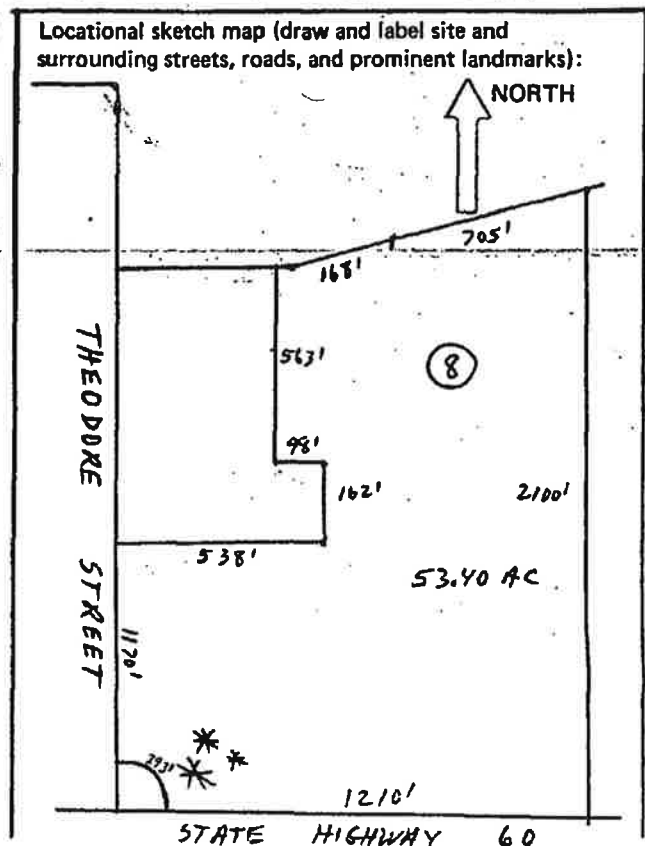 Locational sketch map (draw and label site and
surrounding streets, roads, and prominent landmarks):
NORTH
705'
168'
563'
8
98'
162'
2100'
538'
53.40 AC
THEODORE STREET
1170'
393'
1210'
STATE HIGHWAY 60